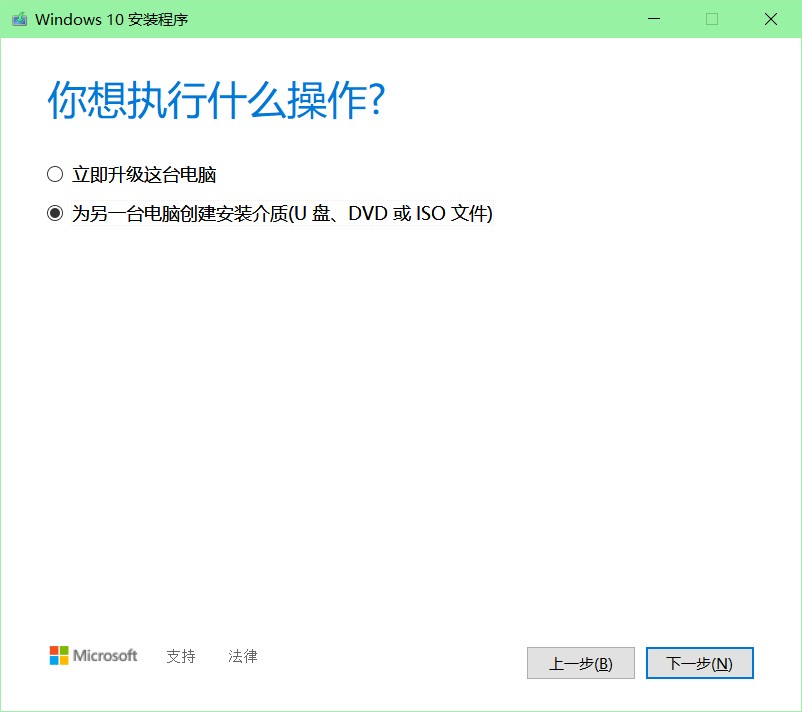 Windows 10 安装程序
你想执行什么操作?
立即升级这台电脑
为另一台电脑创建安装介质(U 盘、DVD 或 ISO 文件)
Microsoft 支持 法律 上一步(B) 下一步(N)